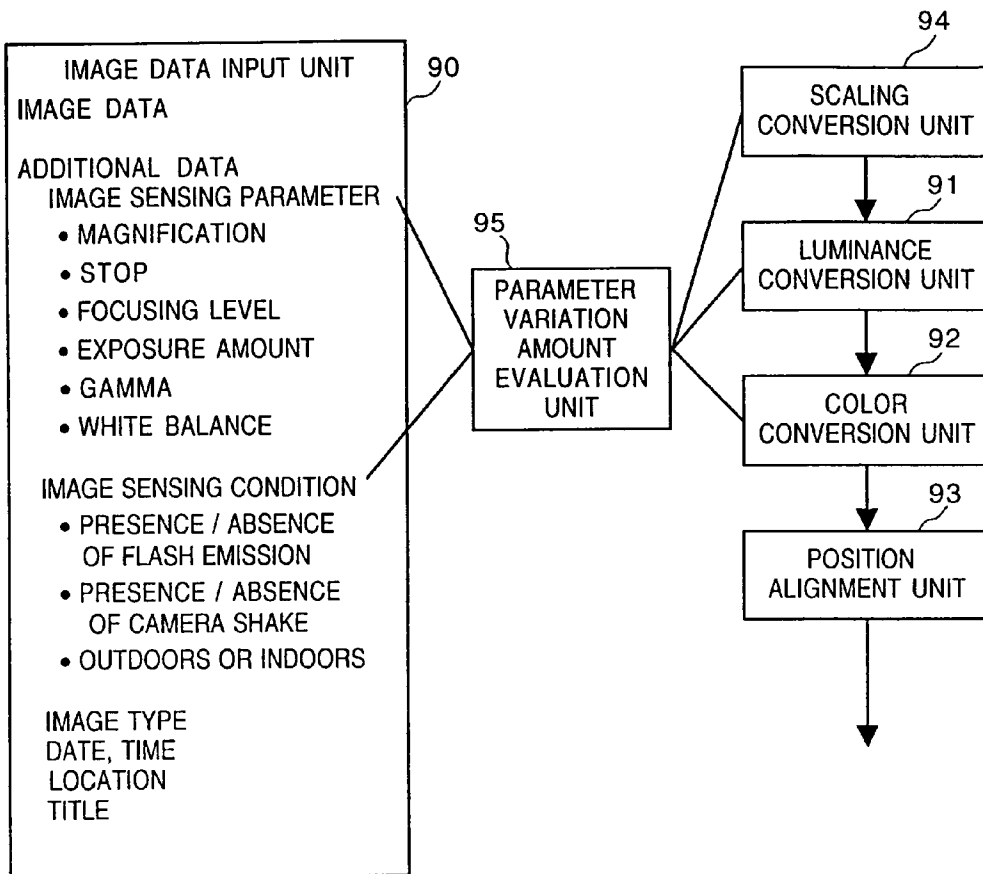 IMAGE DATA INPUT UNIT
90
IMAGE DATA
ADDITIONAL DATA
IMAGE SENSING PARAMETER
• MAGNIFICATION
• STOP
• FOCUSING LEVEL
• EXPOSURE AMOUNT
• GAMMA
• WHITE BALANCE
IMAGE SENSING CONDITION
• PRESENCE / ABSENCE
OF FLASH EMISSION
• PRESENCE / ABSENCE
OF CAMERA SHAKE
• OUTDOORS OR INDOORS
IMAGE TYPE
DATE, TIME
LOCATION
TITLE
95
PARAMETER
VARIATION
AMOUNT
EVALUATION
UNIT
94
SCALING
CONVERSION UNIT
91
LUMINANCE
CONVERSION UNIT
92
COLOR
CONVERSION UNIT
93
POSITION
ALIGNMENT UNIT